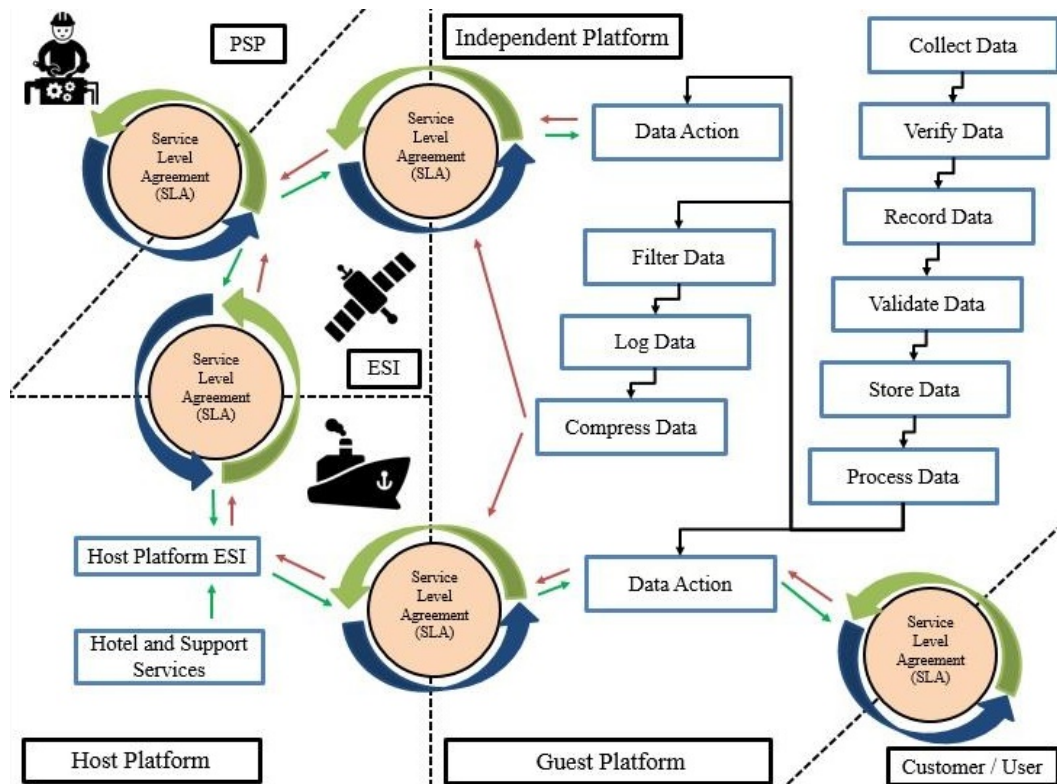 PSP
Independent Platform
Collect Data
Service
Level
Agreement
(SLA)
Service
Level
Agreement
(SLA)
Data Action
Verify Data
Record Data
Filter Data
Validate Data
Log Data
Service
Level
Agreement
(SLA)
ESI
Store Data
Compress Data
Process Data
Host Platform ESI
Service
Level
Agreement
(SLA)
Data Action
Hotel and Support
Services
Service
Level
Agreement
(SLA)
Host Platform
Guest Platform
Customer / User